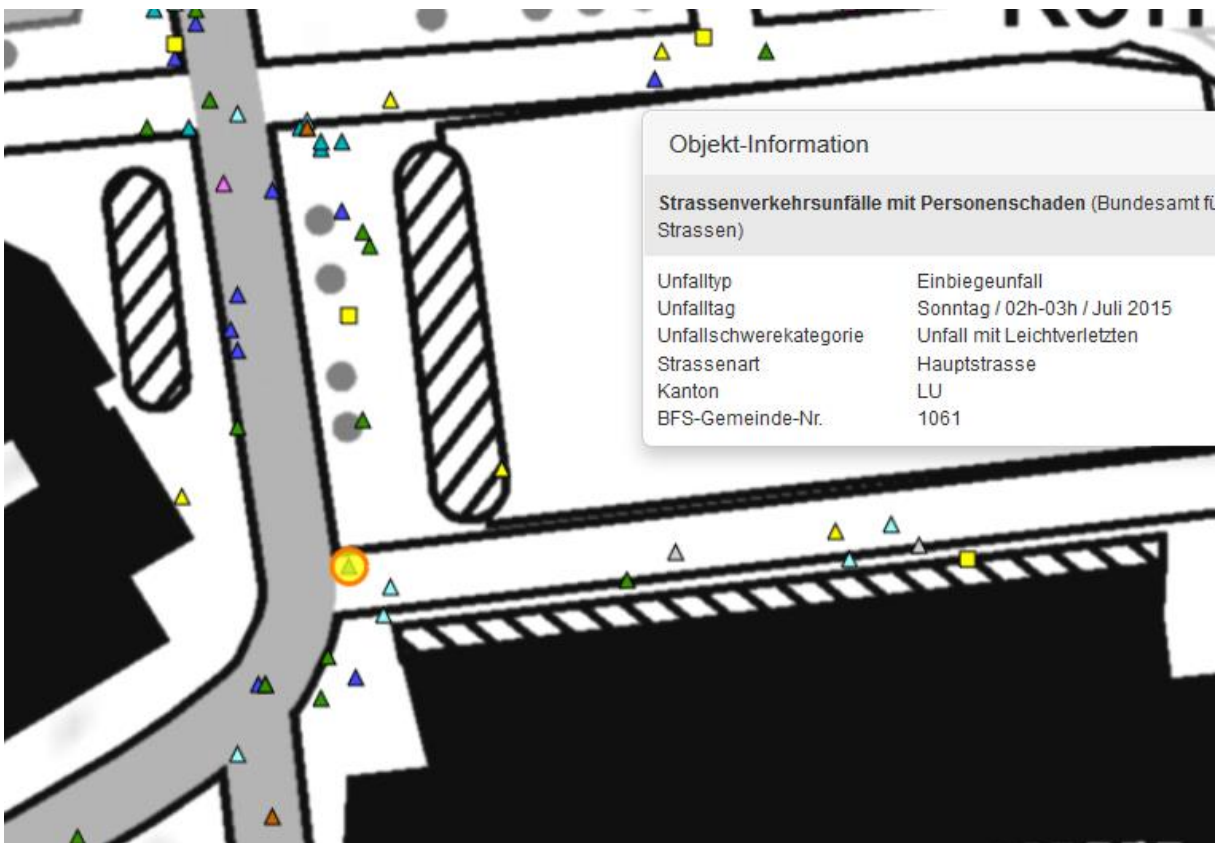 Objekt-Information
Strassenverkehrsunfälle mit Personenschaden (Bundesamt fü
Strassen)
Unfalltyp Einbiegeunfall
Unfalltag Sonntag / 02h-03h / Juli 2015
Unfallschwerekategorie Unfall mit Leichtverletzten
Strassenart Hauptstrasse
Kanton LU
BFS-Gemeinde-Nr. 1061